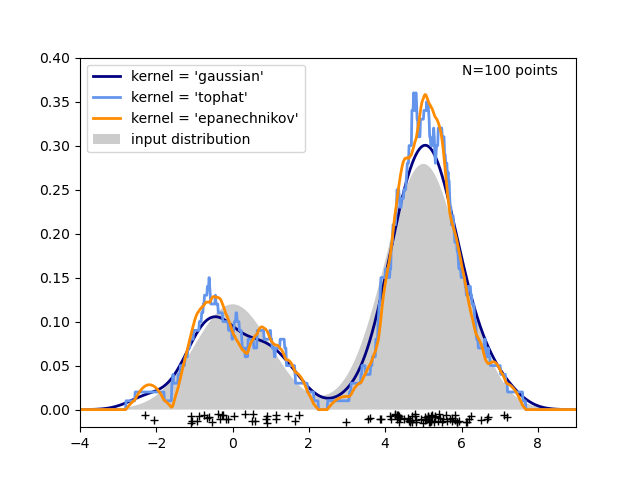 N=100 points
kernel = 'gaussian'
kernel = 'tophat'
kernel = 'epanechnikov'
input distribution
0.40
0.35
0.30
0.25
0.20
0.15
0.10
0.05
0.00
−4 −2 0 2 4 6 8